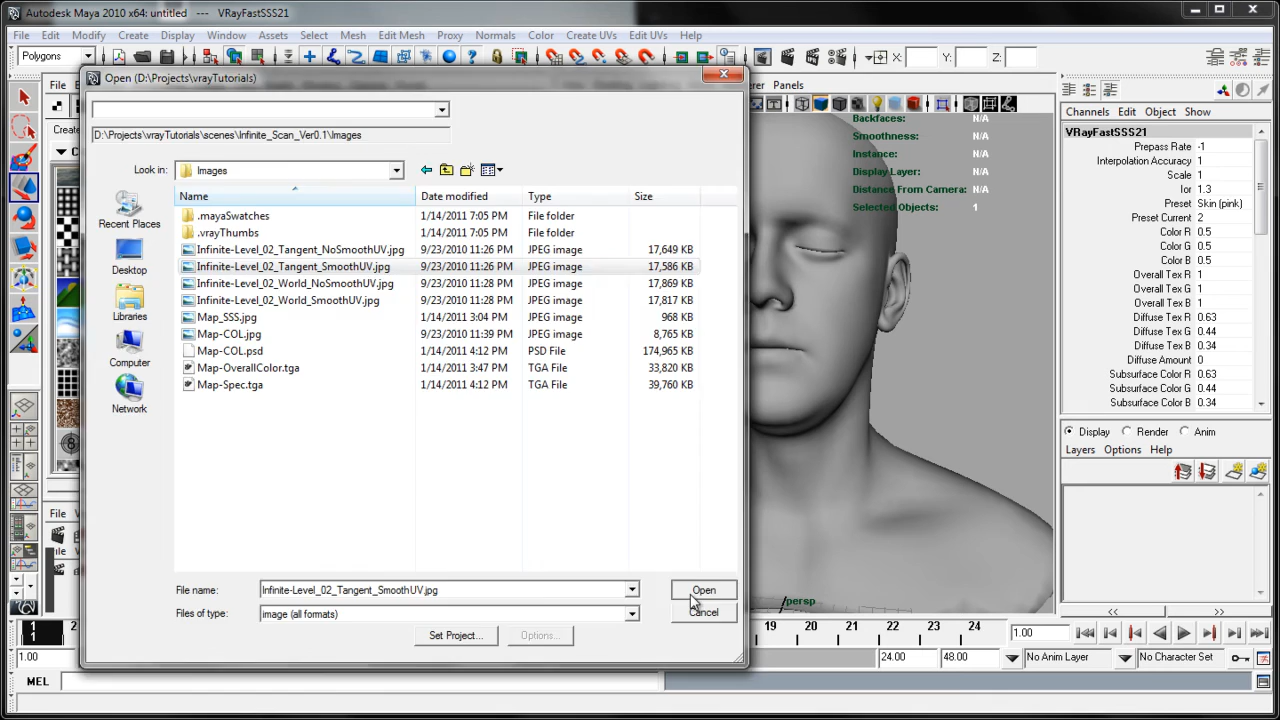 Autodesk Maya 2010 x64: untitled --- VRayFastSSS21
File Edit Modify Create Display Window Assets Select Mesh Edit Mesh Proxy Normals Color Create UVs Edit UVs Help
Polygons X: Y: Z:
Open (D:\Projects\vrayTutorials)
File Panels
D:\Projects\vrayTutorials\scenes\Infinite_Scan_Ver0.1\Images
Look in: Images
Name Date modified Type Size
.mayaSwatches 1/14/2011 7:05 PM File folder
.vrayThumbs 1/14/2011 7:05 PM File folder
Infinite-Level_02_Tangent_NoSmoothUV.jpg 9/23/2010 11:26 PM JPEG image 17,649 KB
Infinite-Level_02_Tangent_SmoothUV.jpg 9/23/2010 11:26 PM JPEG image 17,586 KB
Infinite-Level_02_World_NoSmoothUV.jpg 9/23/2010 11:28 PM JPEG image 17,869 KB
Infinite-Level_02_World_SmoothUV.jpg 9/23/2010 11:28 PM JPEG image 17,817 KB
Map_SSS.jpg 1/14/2011 3:04 PM JPEG image 968 KB
Map-COL.jpg 9/23/2010 11:39 PM JPEG image 8,765 KB
Map-COL.psd 1/14/2011 4:12 PM PSD File 174,965 KB
Map-OverallColor.tga 1/14/2011 3:47 PM TGA File 33,820 KB
Map-Spec.tga 1/14/2011 4:12 PM TGA File 39,760 KB
Recent Places
Desktop
Libraries
Computer
Network
File name: Infinite-Level_02_Tangent_SmoothUV.jpg Open
Files of type: image (all formats) Cancel
Set Project... Options...
Backfaces: N/A
Smoothness: N/A
Instance: N/A
Display Layer: N/A
Distance From Camera: N/A
Selected Objects: 1
persp
Channels Edit Object Show
VRayFastSSS21
Prepass Rate -1
Interpolation Accuracy 1
Scale 1
Ior 1.3
Preset Skin (pink)
Preset Current 2
Color R 0.5
Color G 0.5
Color B 0.5
Overall Tex R 1
Overall Tex G 1
Overall Tex B 1
Diffuse Tex R 0.63
Diffuse Tex G 0.44
Diffuse Tex B 0.34
Diffuse Amount 0
Subsurface Color R 0.63
Subsurface Color G 0.44
Subsurface Color B 0.34
Display Render Anim
Layers Options Help
File
1
1
19 20 21 22 23 24 1.00
1.00 24.00 48.00 No Anim Layer No Character Set
MEL